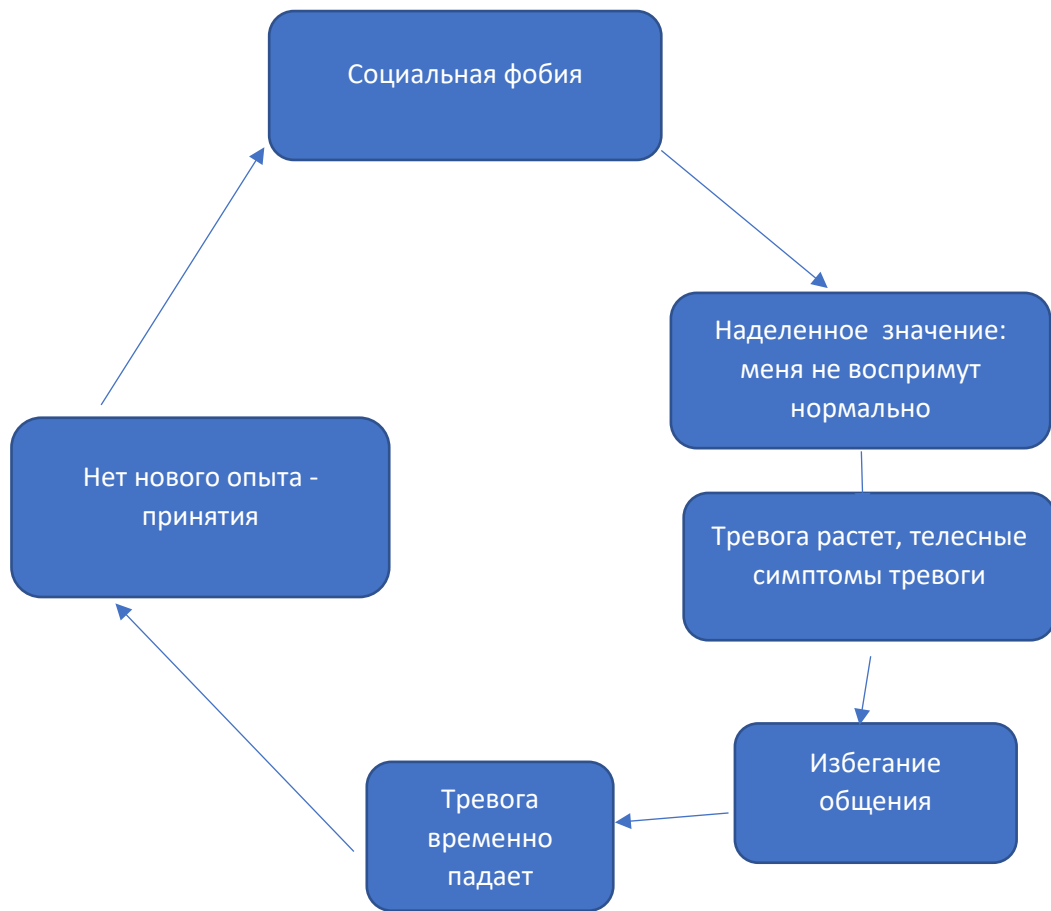 Социальная фобия
Наделенное значение:
меня не воспримут
нормально
Тревога растет, телесные
симптомы тревоги
Избегание
общения
Тревога
временно
падает
Нет нового опыта -
принятия